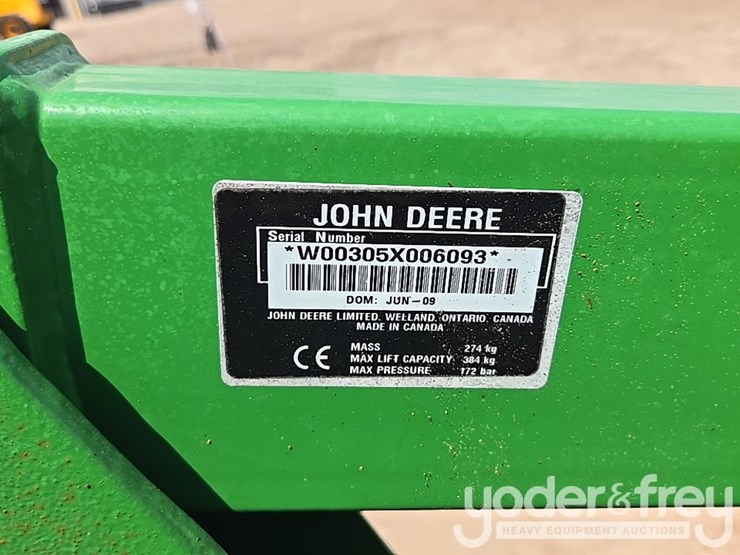 JOHN DEERE
Serial Number
*W00305X006093*
DOM: JUN-09
JOHN DEERE LIMITED, WELLAND, ONTARIO, CANADA
MADE IN CANADA
CE
MASS 274 kg
MAX LIFT CAPACITY 384 kg
MAX PRESSURE 172 bar
yoder&frey
HEAVY EQUIPMENT AUCTIONS